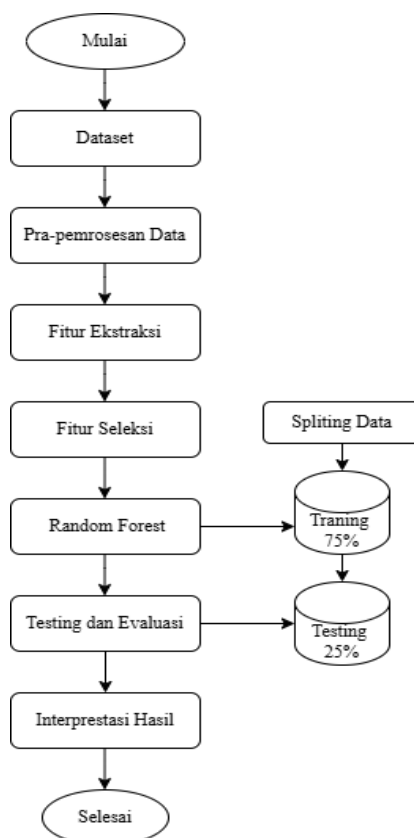 Mulai
Dataset
Pra-pemrosesan Data
Fitur Ekstraksi
Fitur Seleksi
Spliting Data
Random Forest
Traning
75%
Testing dan Evaluasi
Testing
25%
Interprestasi Hasil
Selesai